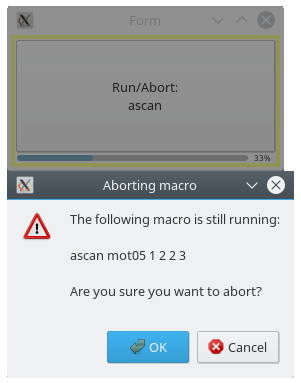 Form
Run/Abort:
ascan
33%
Aborting macro
The following macro is still running:
ascan mot05 1 2 2 3
Are you sure you want to abort?
OK
Cancel